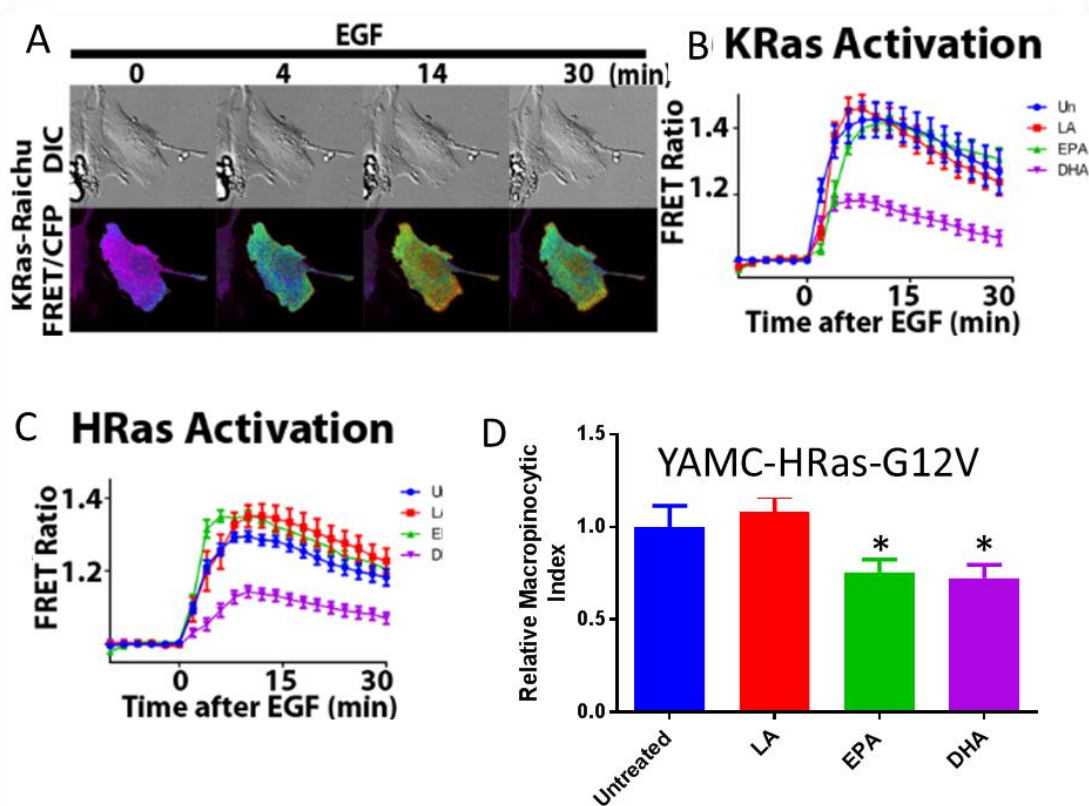 A
EGF
0 4 14 30 (min)
KRas-Raichu
FRET/CFP DIC
B
KRas Activation
FRET Ratio
1.4
1.2
Un
LA
EPA
DHA
0 15 30
Time after EGF (min)
C
HRas Activation
FRET Ratio
1.4
1.2
U
L
E
D
0 15 30
Time after EGF (min)
D
YAMC-HRas-G12V
Relative Macropinocytic
Index
1.5
1.0
0.5
0.0
* *
Untreated
LA
EPA
DHA